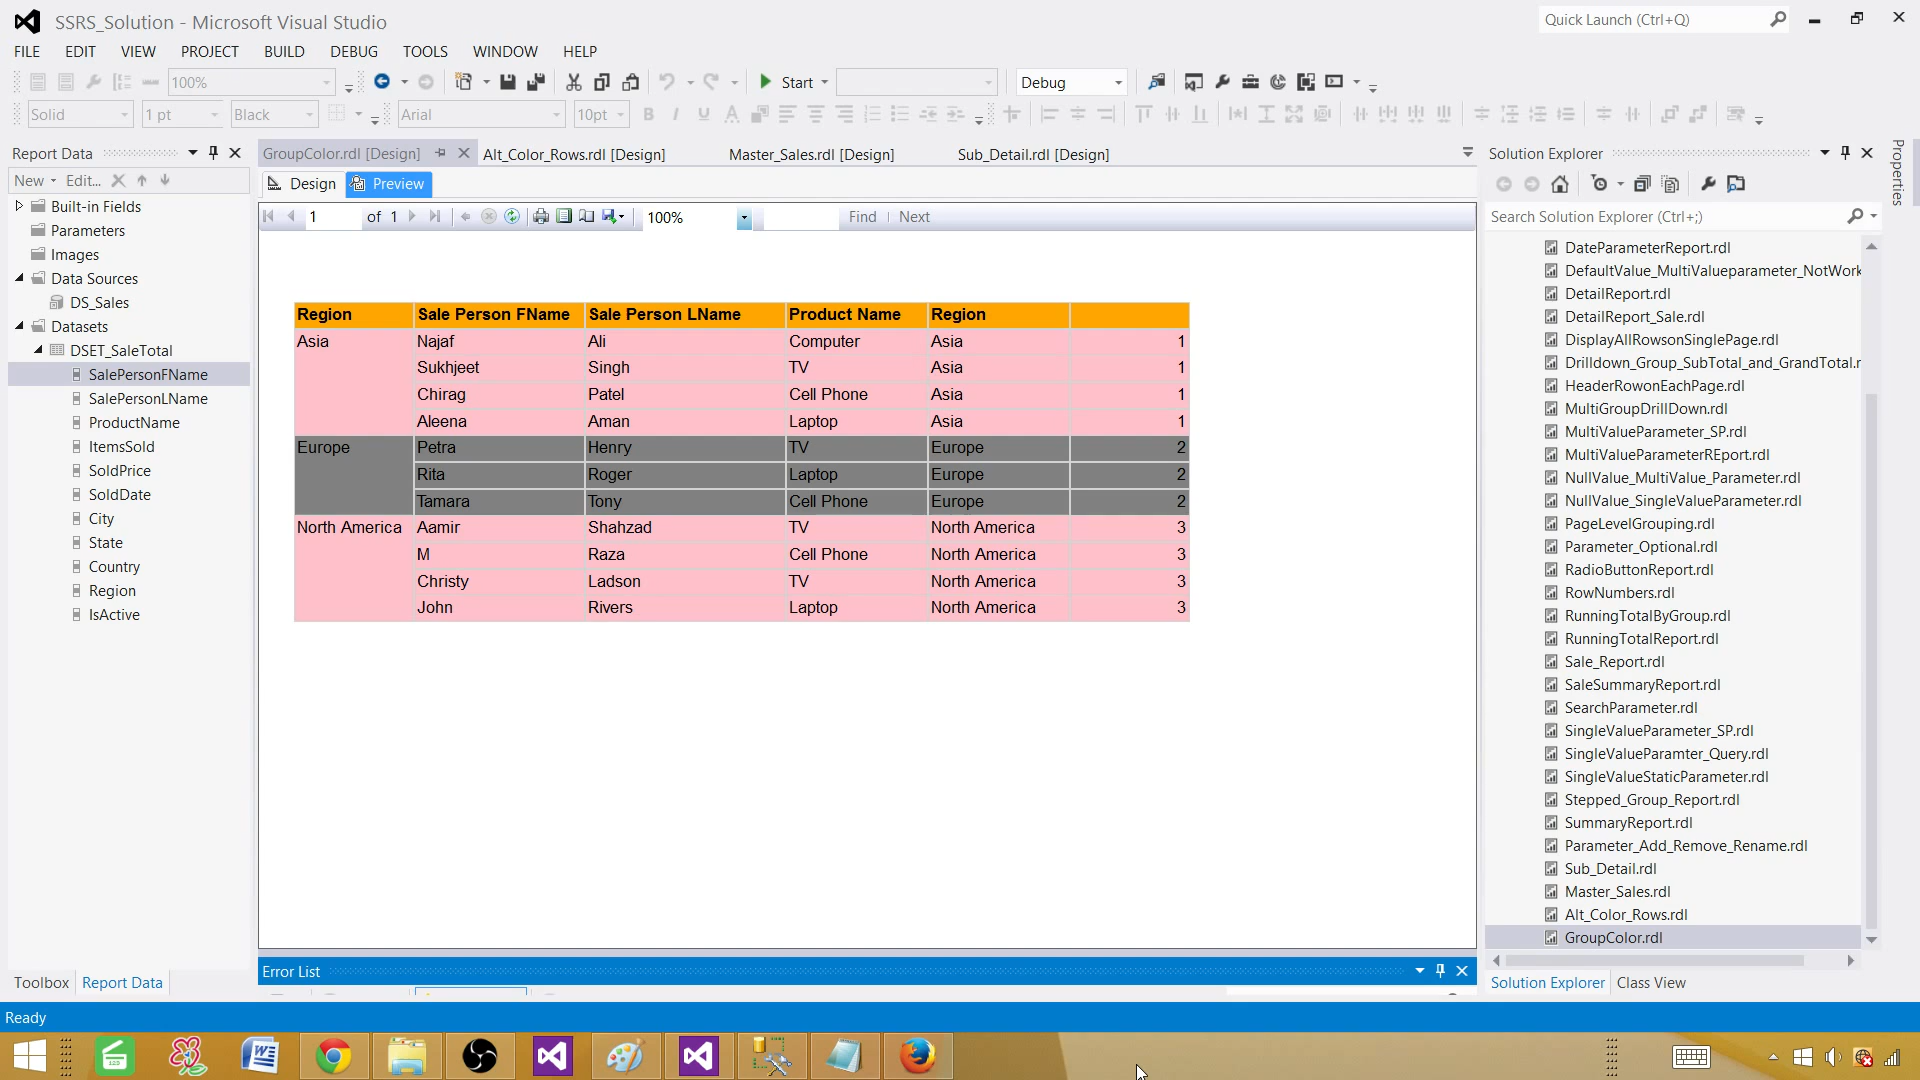 SSRS_Solution - Microsoft Visual Studio
Quick Launch (Ctrl+Q)
FILE EDIT VIEW PROJECT BUILD DEBUG TOOLS WINDOW HELP
100% Start Debug
Solid 1 pt Black Arial 10pt B I U A
Report Data
New Edit...
Built-in Fields
Parameters
Images
Data Sources
DS_Sales
Datasets
DSET_SaleTotal
SalePersonFName
SalePersonLName
ProductName
ItemsSold
SoldPrice
SoldDate
City
State
Country
Region
IsActive
Toolbox Report Data
GroupColor.rdl [Design] Alt_Color_Rows.rdl [Design] Master_Sales.rdl [Design] Sub_Detail.rdl [Design]
Design Preview
1 of 1 100% Find | Next
Region Sale Person FName Sale Person LName Product Name Region
Asia Najaf Ali Computer Asia 1
Sukhjeet Singh TV Asia 1
Chirag Patel Cell Phone Asia 1
Aleena Aman Laptop Asia 1
Europe Petra Henry TV Europe 2
Rita Roger Laptop Europe 2
Tamara Tony Cell Phone Europe 2
North America Aamir Shahzad TV North America 3
M Raza Cell Phone North America 3
Christy Ladson TV North America 3
John Rivers Laptop North America 3
Error List
Solution Explorer
Search Solution Explorer (Ctrl+;)
DateParameterReport.rdl
DefaultValue_MultiValueparameter_NotWork
DetailReport.rdl
DetailReport_Sale.rdl
DisplayAllRowsonSinglePage.rdl
Drilldown_Group_SubTotal_and_GrandTotal.r
HeaderRowonEachPage.rdl
MultiGroupDrillDown.rdl
MultiValueParameter_SP.rdl
MultiValueParameterREport.rdl
NullValue_MultiValue_Parameter.rdl
NullValue_SingleValueParameter.rdl
PageLevelGrouping.rdl
Parameter_Optional.rdl
RadioButtonReport.rdl
RowNumbers.rdl
RunningTotalByGroup.rdl
RunningTotalReport.rdl
Sale_Report.rdl
SaleSummaryReport.rdl
SearchParameter.rdl
SingleValueParameter_SP.rdl
SingleValueParamter_Query.rdl
SingleValueStaticParameter.rdl
Stepped_Group_Report.rdl
SummaryReport.rdl
Parameter_Add_Remove_Rename.rdl
Sub_Detail.rdl
Master_Sales.rdl
Alt_Color_Rows.rdl
GroupColor.rdl
Solution Explorer Class View
Properties
Ready